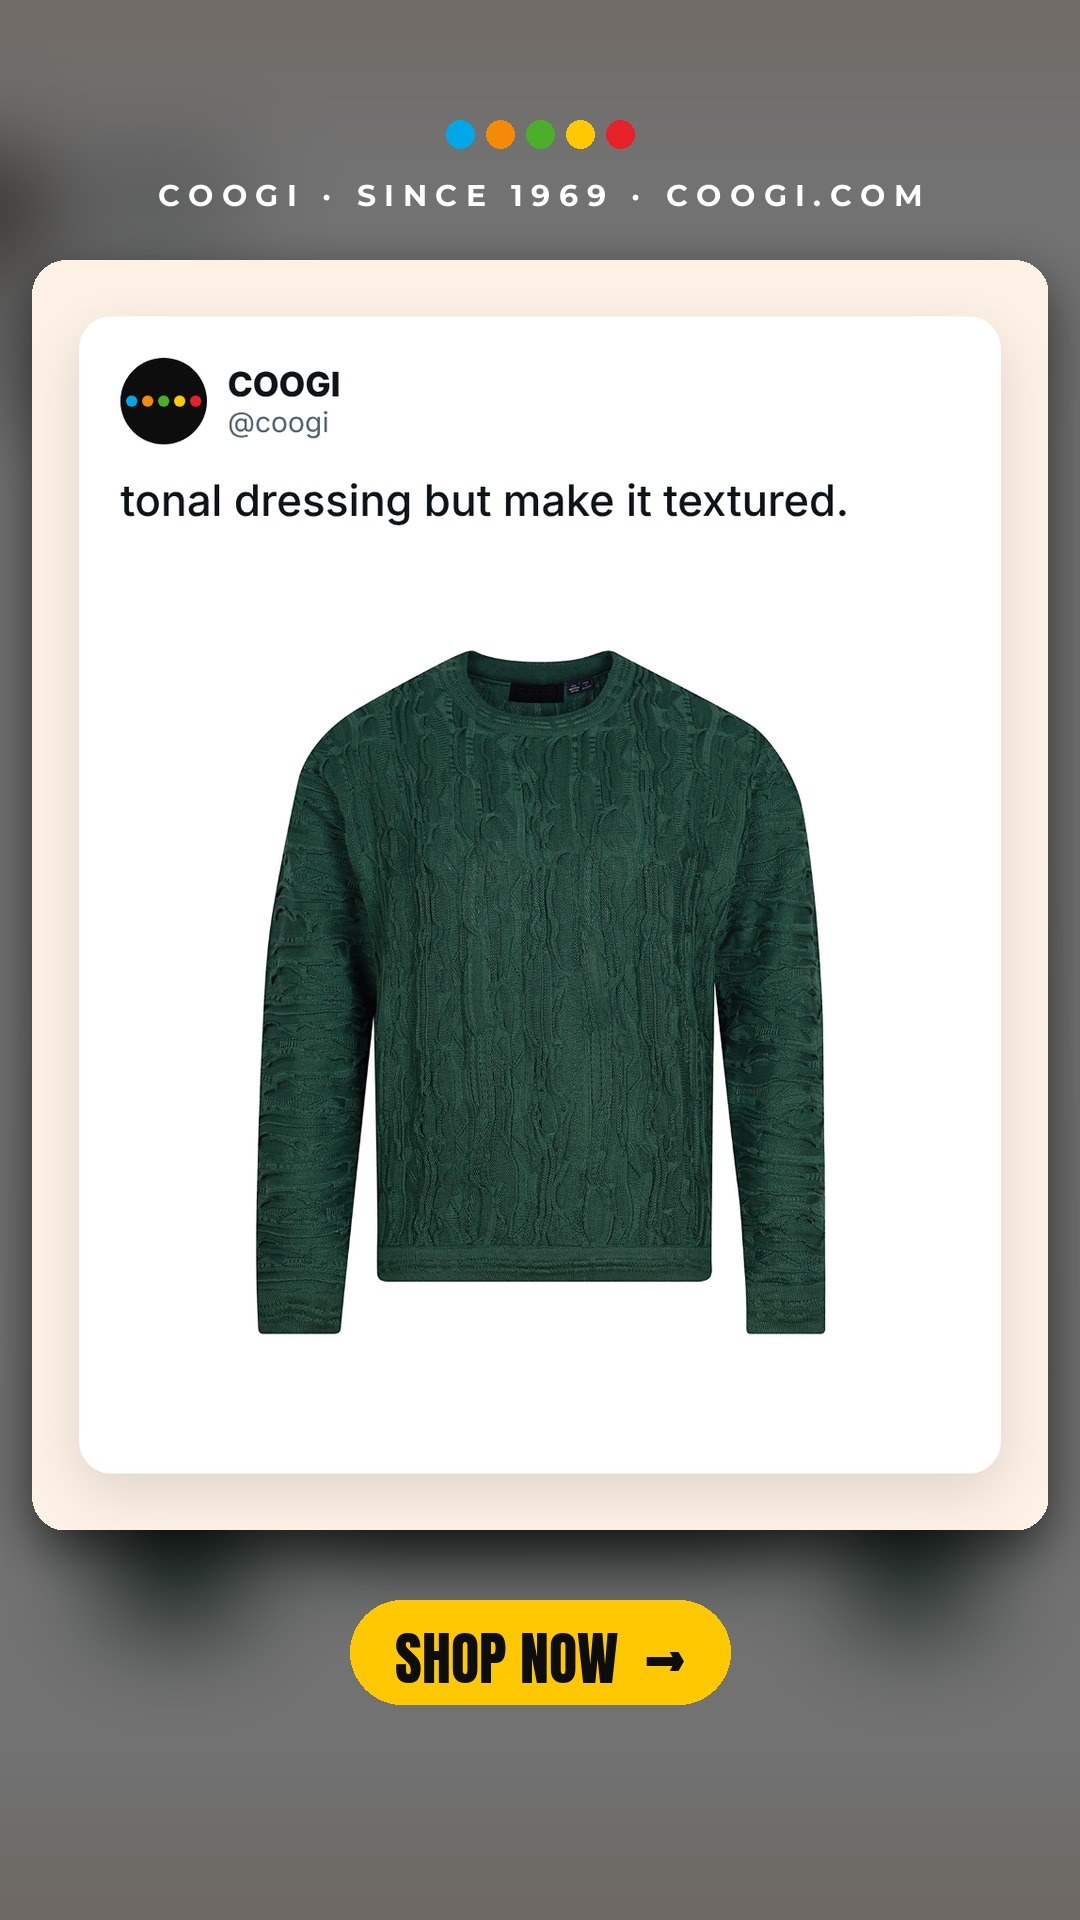 COOGI · SINCE 1969 · COOGI.COM
COOGI
@coogi
tonal dressing but make it textured.
SHOP NOW →